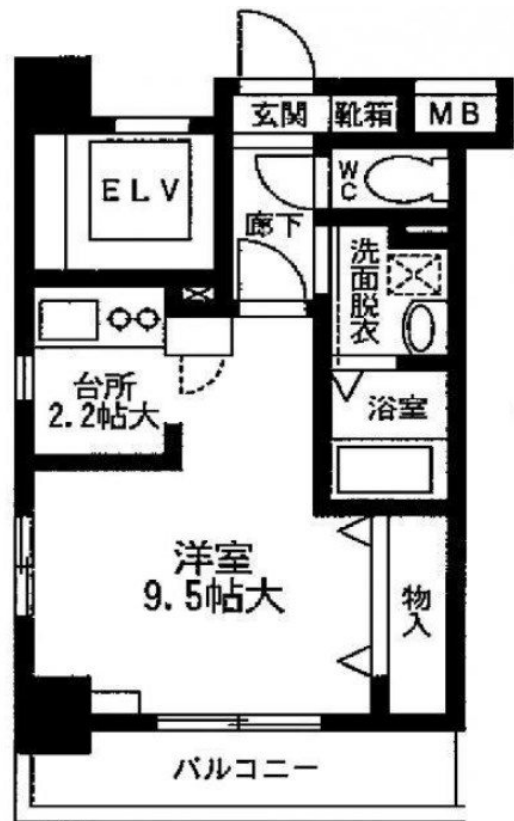 玄関
靴箱
MB
ELV
WC
廊下
洗面脱衣
台所
2.2帖大
浴室
洋室
9.5帖大
物入
バルコニー